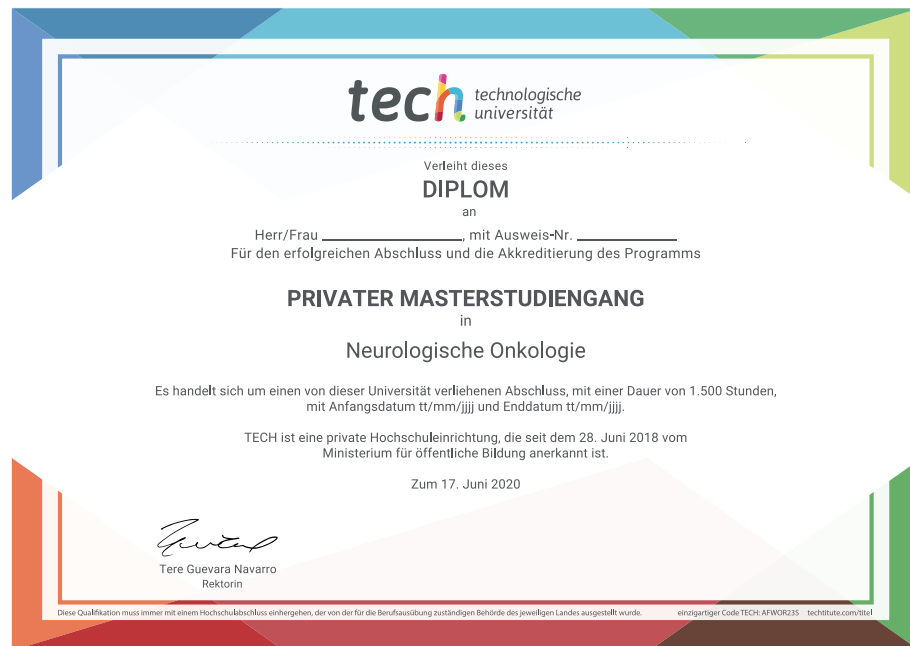 tech technologische
universität
Verleiht dieses
DIPLOM
an
Herr/Frau ____________________, mit Ausweis-Nr. ______________
Für den erfolgreichen Abschluss und die Akkreditierung des Programms
PRIVATER MASTERSTUDIENGANG
in
Neurologische Onkologie
Es handelt sich um einen von dieser Universität verliehenen Abschluss, mit einer Dauer von 1.500 Stunden,
mit Anfangsdatum tt/mm/jjjj und Enddatum tt/mm/jjjj.
TECH ist eine private Hochschuleinrichtung, die seit dem 28. Juni 2018 vom
Ministerium für öffentliche Bildung anerkannt ist.
Zum 17. Juni 2020
Tere Guevara Navarro
Rektorin
Diese Qualifikation muss immer mit einem Hochschulabschluss einhergehen, der von der für die Berufsausübung zuständigen Behörde des jeweiligen Landes ausgestellt wurde. einzigartiger Code TECH: AFWOR23S techtitute.com/titel